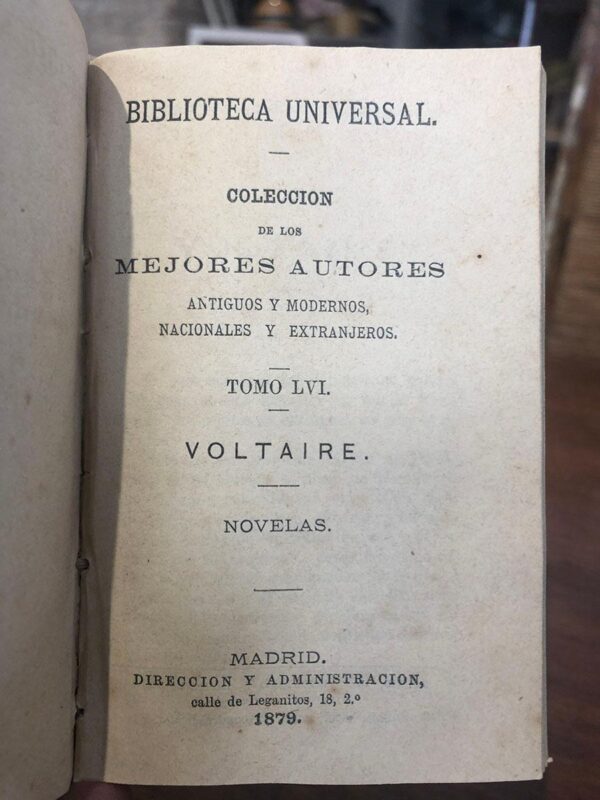 BIBLIOTECA UNIVERSAL.
COLECCION
DE LOS
MEJORES AUTORES
ANTIGUOS Y MODERNOS,
NACIONALES Y EXTRANJEROS.
TOMO LVI.
VOLTAIRE.
NOVELAS.
MADRID.
DIRECCION Y ADMINISTRACION,
calle de Leganitos, 18, 2.º
1879.